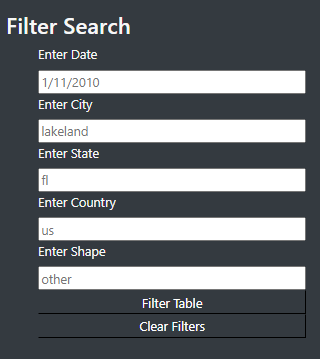 Filter Search
Enter Date
1/11/2010
Enter City
lakeland
Enter State
fl
Enter Country
us
Enter Shape
other
Filter Table
Clear Filters